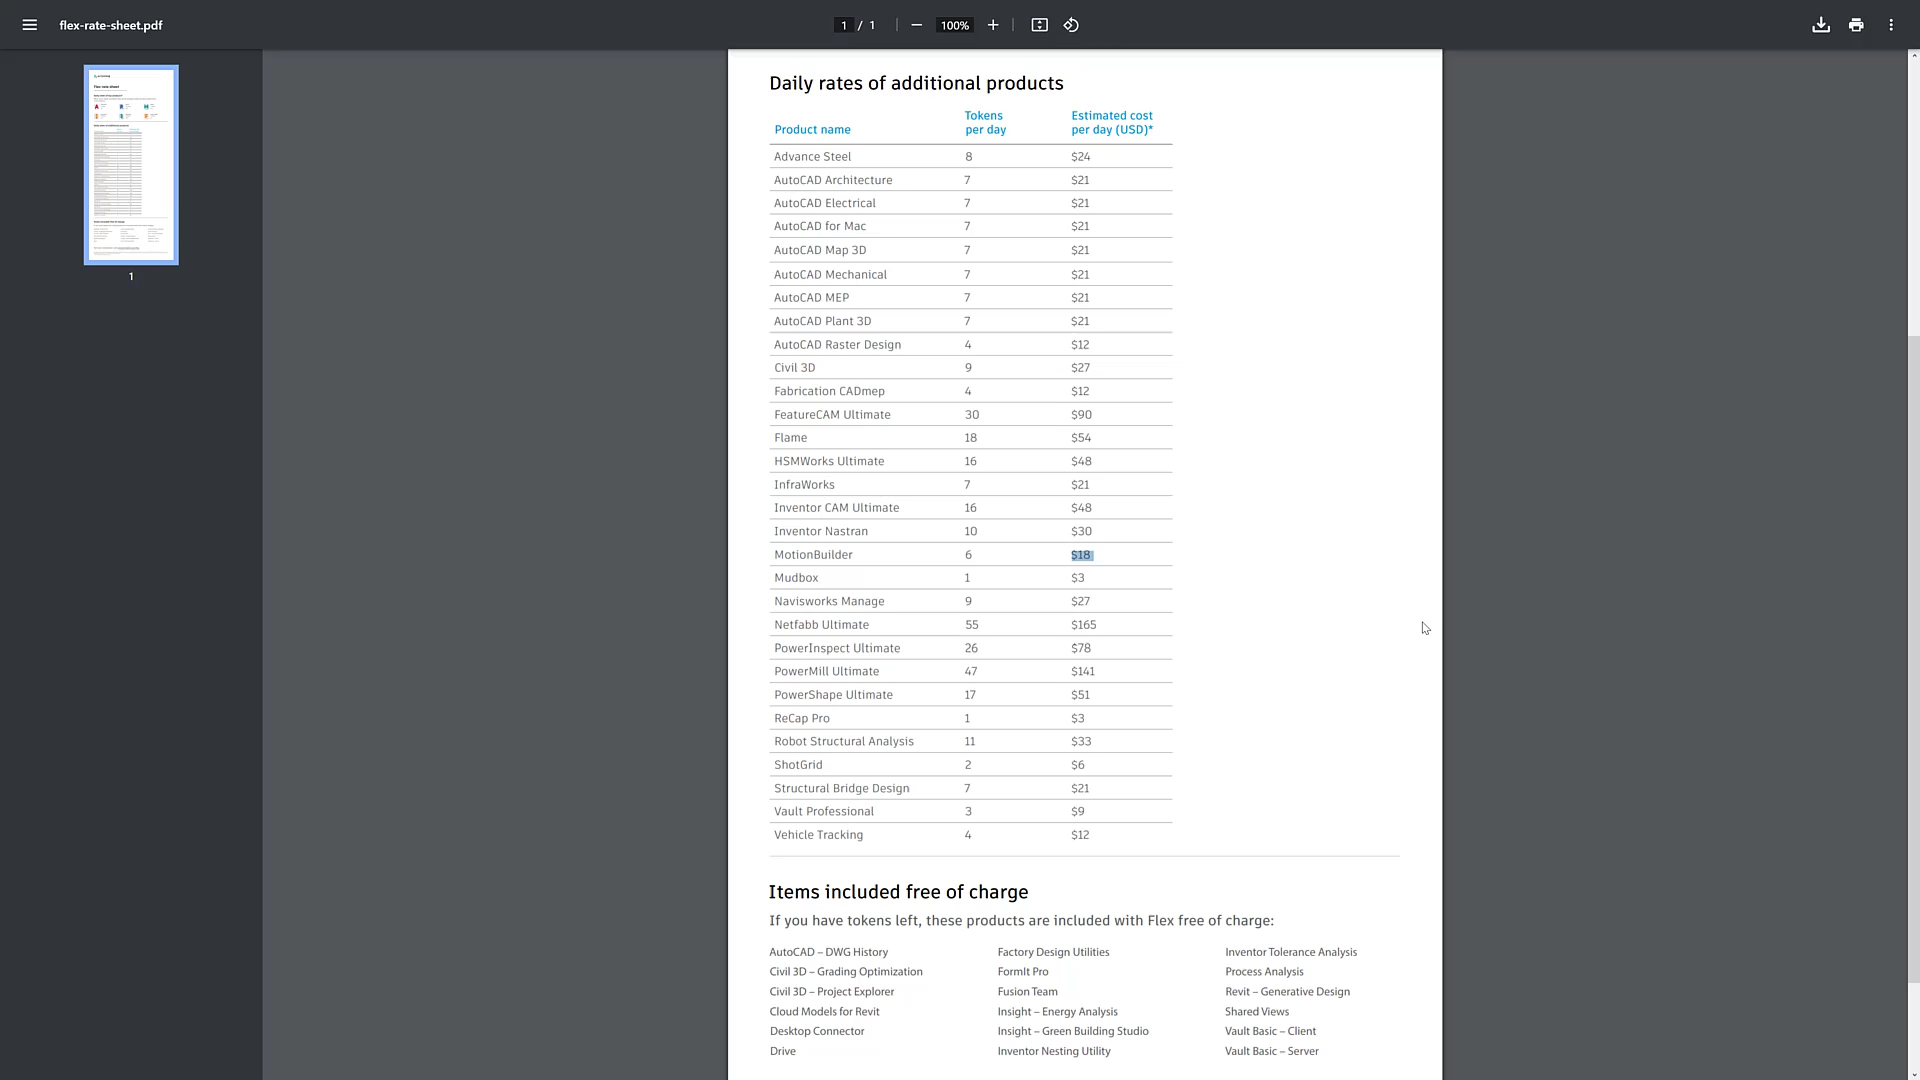 flex-rate-sheet.pdf
1 / 1
100%
Daily rates of additional products
Product name Tokens per day Estimated cost per day (USD)*
Advance Steel 8 $24
AutoCAD Architecture 7 $21
AutoCAD Electrical 7 $21
AutoCAD for Mac 7 $21
AutoCAD Map 3D 7 $21
AutoCAD Mechanical 7 $21
AutoCAD MEP 7 $21
AutoCAD Plant 3D 7 $21
AutoCAD Raster Design 4 $12
Civil 3D 9 $27
Fabrication CADmep 4 $12
FeatureCAM Ultimate 30 $90
Flame 18 $54
HSMWorks Ultimate 16 $48
InfraWorks 7 $21
Inventor CAM Ultimate 16 $48
Inventor Nastran 10 $30
MotionBuilder 6 $18
Mudbox 1 $3
Navisworks Manage 9 $27
Netfabb Ultimate 55 $165
PowerInspect Ultimate 26 $78
PowerMill Ultimate 47 $141
PowerShape Ultimate 17 $51
ReCap Pro 1 $3
Robot Structural Analysis 11 $33
ShotGrid 2 $6
Structural Bridge Design 7 $21
Vault Professional 3 $9
Vehicle Tracking 4 $12
Items included free of charge
If you have tokens left, these products are included with Flex free of charge:
AutoCAD – DWG History
Civil 3D – Grading Optimization
Civil 3D – Project Explorer
Cloud Models for Revit
Desktop Connector
Drive
Factory Design Utilities
FormIt Pro
Fusion Team
Insight – Energy Analysis
Insight – Green Building Studio
Inventor Nesting Utility
Inventor Tolerance Analysis
Process Analysis
Revit – Generative Design
Shared Views
Vault Basic – Client
Vault Basic – Server
1